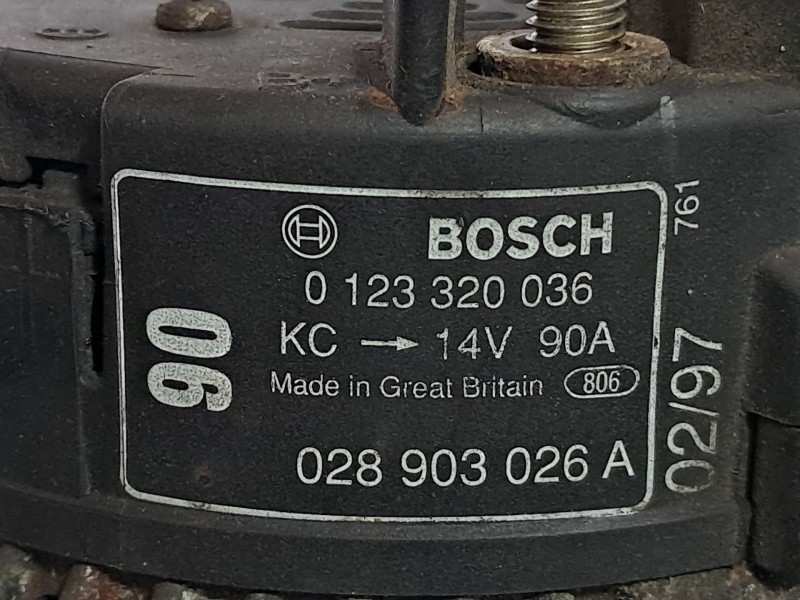 BOSCH
0 123 320 036
KC → 14V 90A
Made in Great Britain 806
028 903 026 A
90
02/97
761